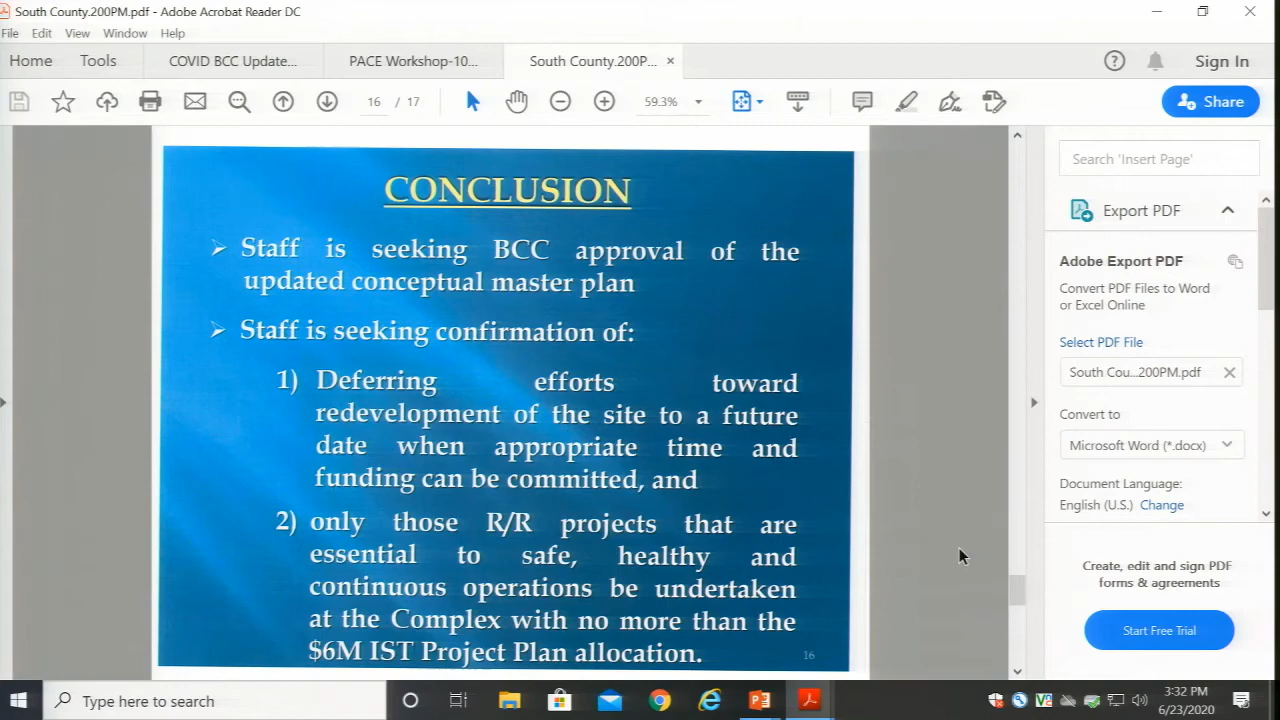 South County.200PM.pdf - Adobe Acrobat Reader DC
File Edit View Window Help
Home Tools COVID BCC Update... PACE Workshop-10... South County.200P... × Sign In
16 / 17 59.3% Share
CONCLUSION
Staff is seeking BCC approval of the
updated conceptual master plan
Staff is seeking confirmation of:
1) Deferring efforts toward
redevelopment of the site to a future
date when appropriate time and
funding can be committed, and
2) only those R/R projects that are
essential to safe, healthy and
continuous operations be undertaken
at the Complex with no more than the
$6M IST Project Plan allocation.
16
Search 'Insert Page'
Export PDF
Adobe Export PDF
Convert PDF Files to Word
or Excel Online
Select PDF File
South Cou...200PM.pdf
Convert to
Microsoft Word (*.docx)
Document Language:
English (U.S.) Change
Create, edit and sign PDF
forms & agreements
Start Free Trial
Type here to search
3:32 PM
6/23/2020